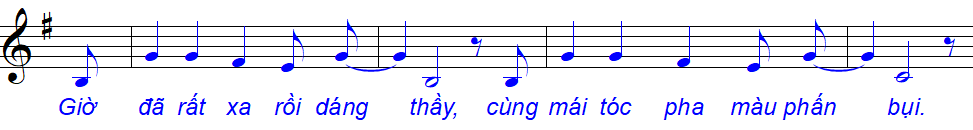 Giờ đã rất xa rồi dáng thầy, cùng mái tóc pha màu phấn bụi.